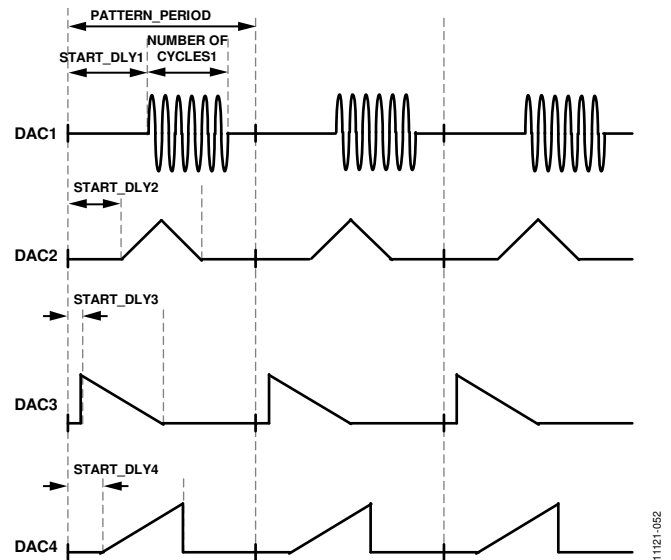 PATTERN_PERIOD
NUMBER OF
CYCLES1
START_DLY1
DAC1
START_DLY2
DAC2
START_DLY3
DAC3
START_DLY4
DAC4
11121-052